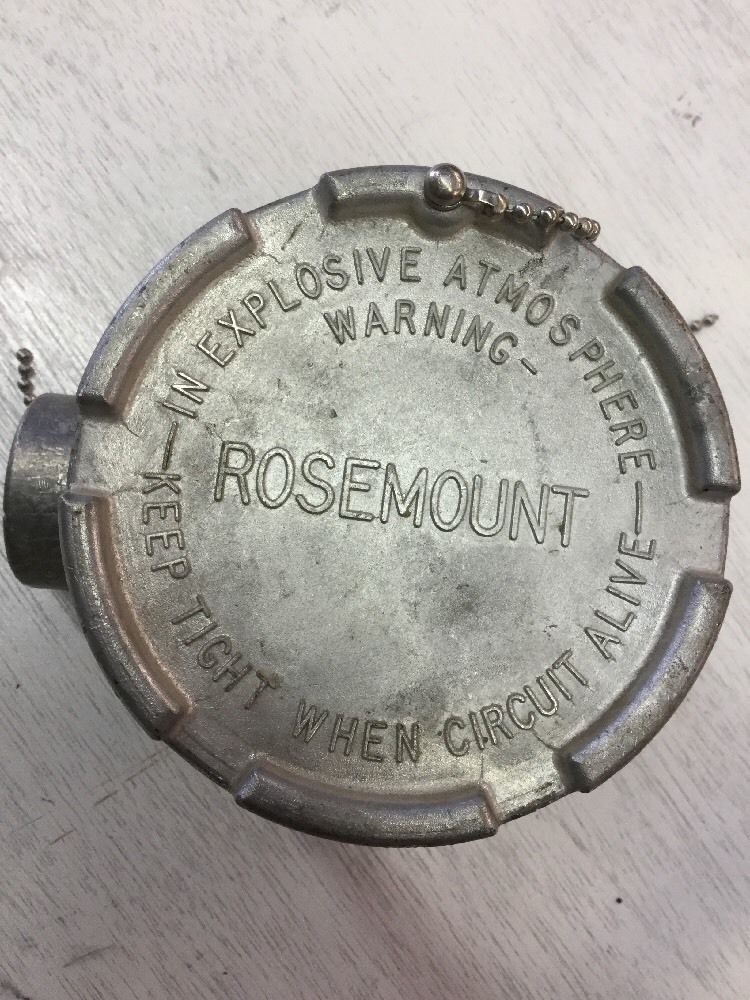 WARNING-
—IN EXPLOSIVE ATMOSPHERE—
KEEP TIGHT WHEN CIRCUIT ALIVE
ROSEMOUNT